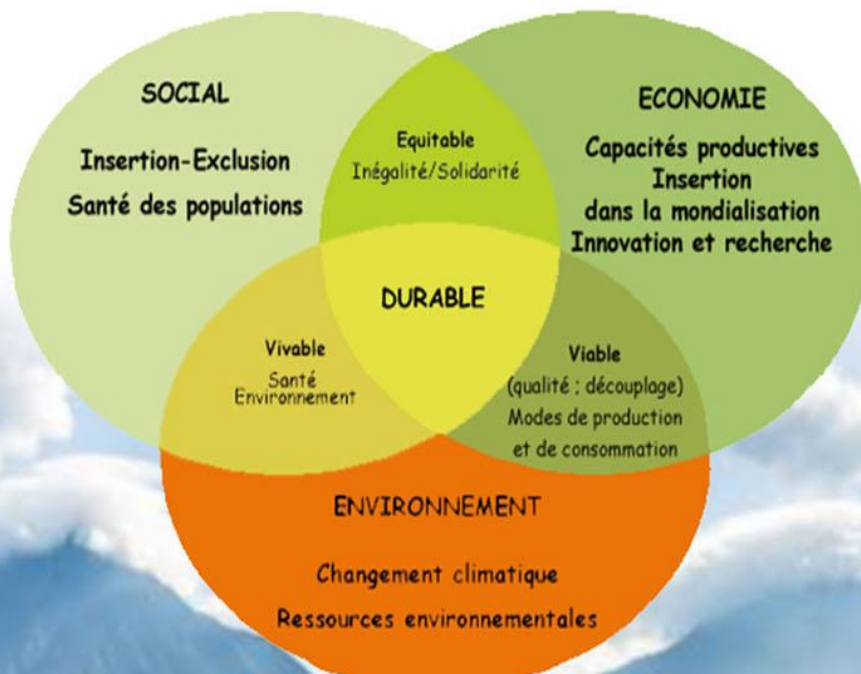 SOCIAL
Insertion-Exclusion
Santé des populations
Equitable
Inégalité/Solidarité
ECONOMIE
Capacités productives
Insertion
dans la mondialisation
Innovation et recherche
DURABLE
Vivable
Santé
Environnement
Viable
(qualité ; découplage)
Modes de production
et de consommation
ENVIRONNEMENT
Changement climatique
Ressources environnementales